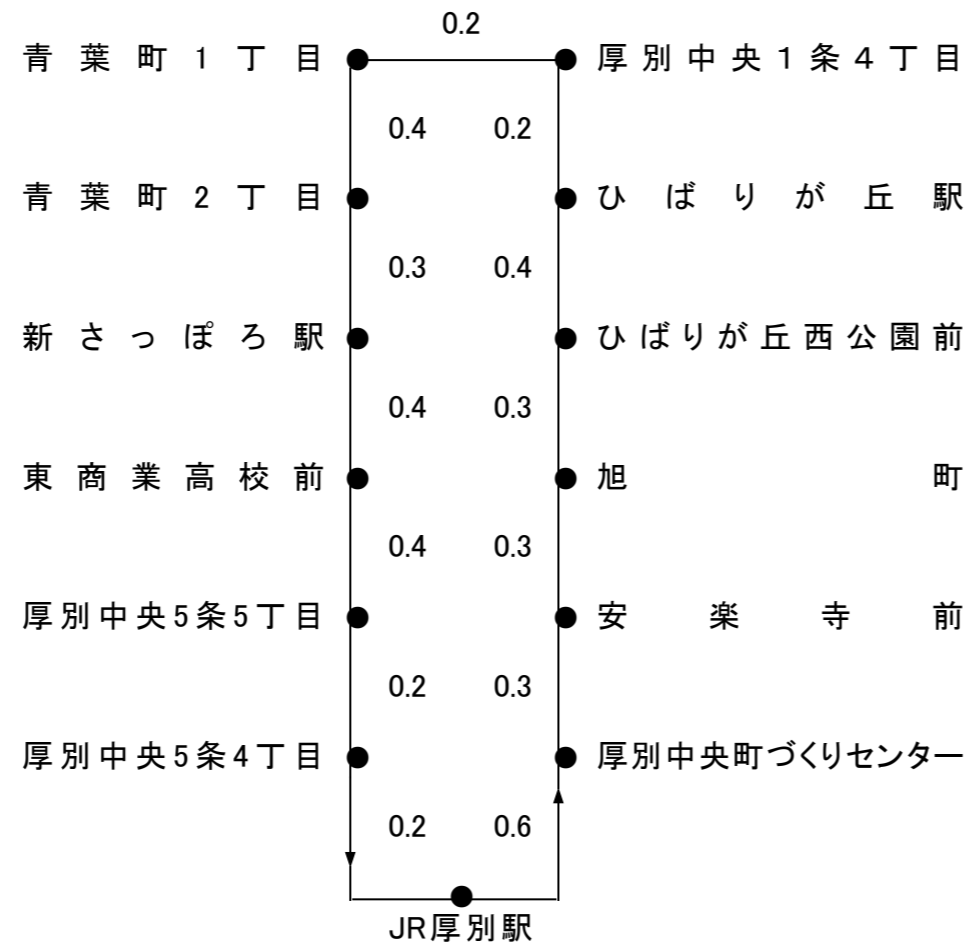 0.2
青葉町1丁目 厚別中央1条4丁目
0.4 0.2
青葉町2丁目 ひばりが丘駅
0.3 0.4
新さっぽろ駅 ひばりが丘西公園前
0.4 0.3
東商業高校前 旭町
0.4 0.3
厚別中央5条5丁目 安楽寺前
0.2 0.3
厚別中央5条4丁目 厚別中央町づくりセンター
0.2 0.6
JR厚別駅